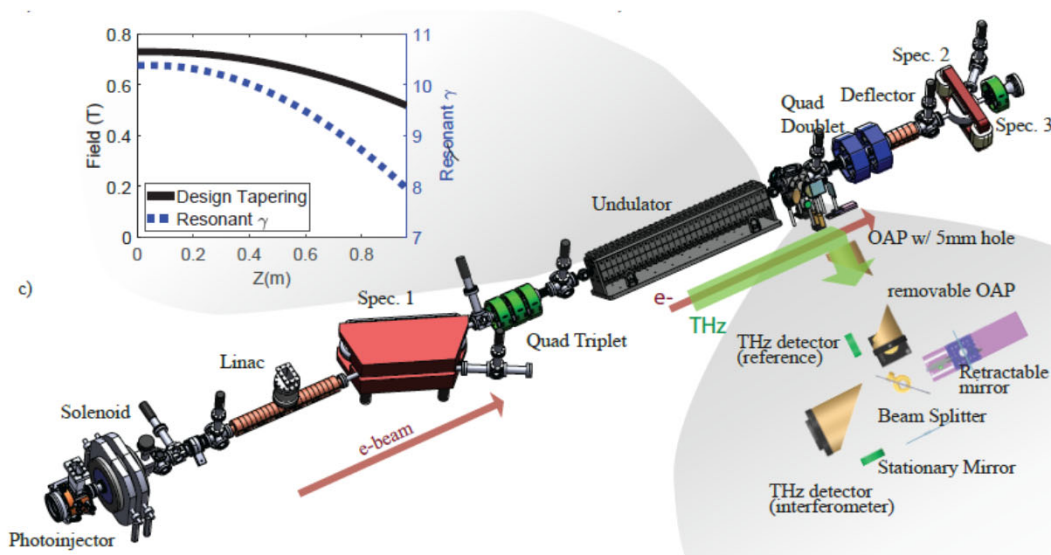 0.8
0.6
0.4
0.2
0
Field (T)
11
10
9
8
7
Resonant γ
Design Tapering
Resonant γ
0
0.2
0.4
0.6
0.8
Z(m)
c)
Spec. 2
Deflector
Quad
Doublet
Spec. 3
Undulator
OAP w/ 5mm hole
e-
THz
removable OAP
Spec. 1
Quad Triplet
THz detector
(reference)
Retractable
mirror
Linac
Beam Splitter
Solenoid
e-beam
Stationary Mirror
THz detector
(interferometer)
Photoinjector